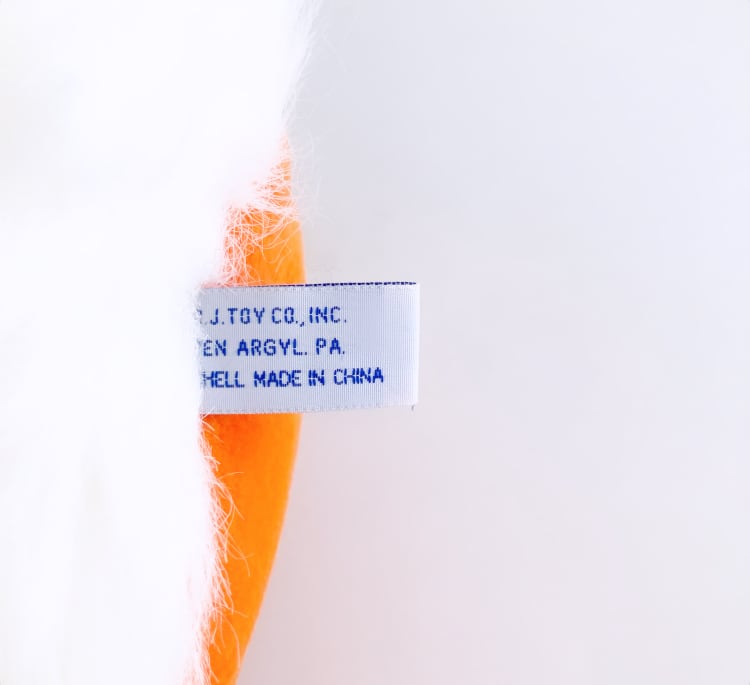 .J.TOY CO., INC.
EN ARGYL. PA.
HELL MADE IN CHINA